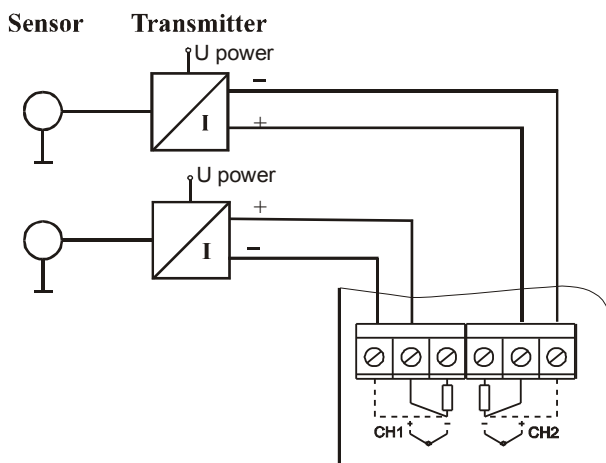 Sensor Transmitter
U power
−
I +
U power
+
I −
CH1 + − − + CH2